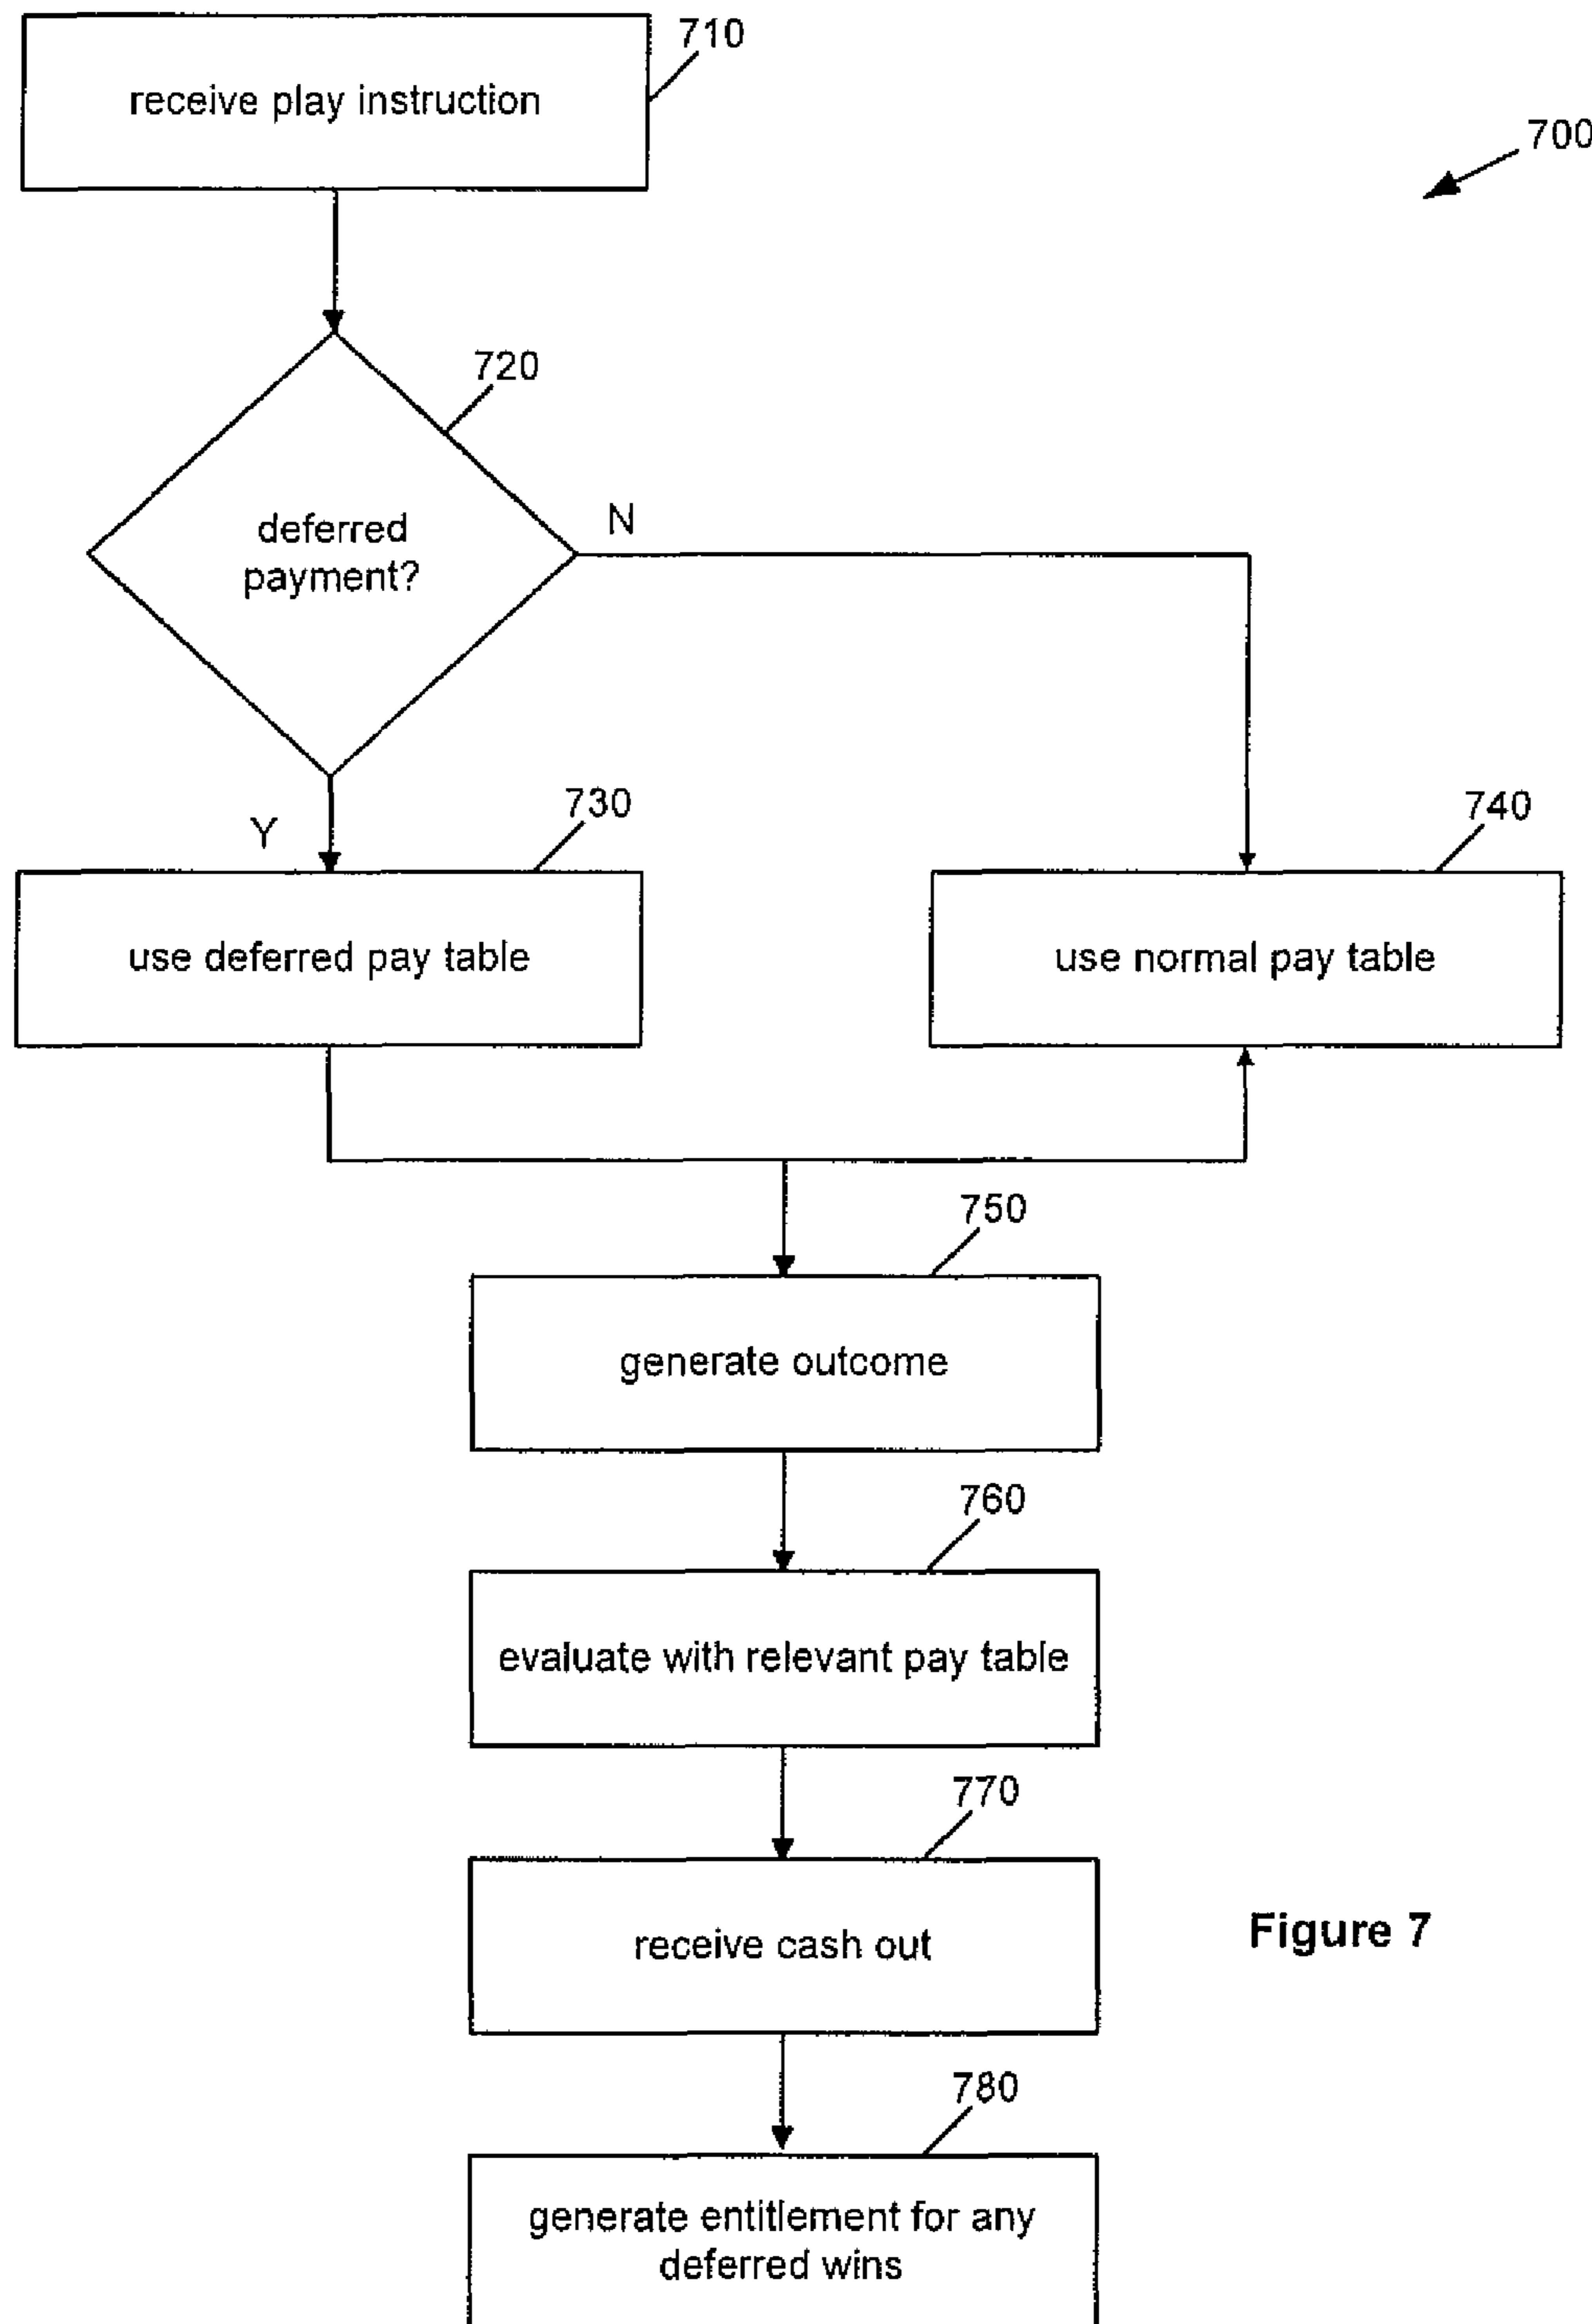 710
receive play instruction
700
720
deferred
payment?
N
Y
730
740
use deferred pay table
use normal pay table
750
generate outcome
760
evaluate with relevant pay table
770
receive cash out
Figure 7
780
generate entitlement for any
deferred wins